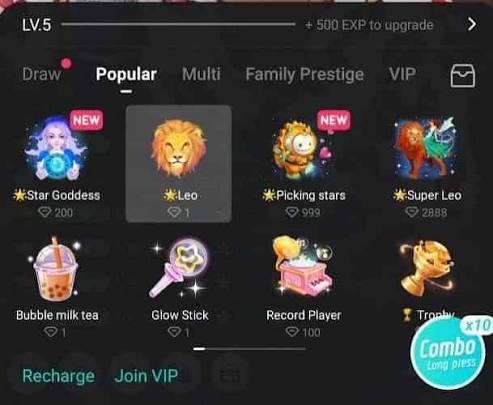 LV.5 + 500 EXP to upgrade >
Draw Popular Multi Family Prestige VIP
NEW NEW
🌟Star Goddess 🌟Leo 🌟Picking stars 🌟Super Leo
200 1 999 2888
Bubble milk tea Glow Stick Record Player 🏆 Trophy
1 1 100
x10
Combo
Long press
Recharge Join VIP